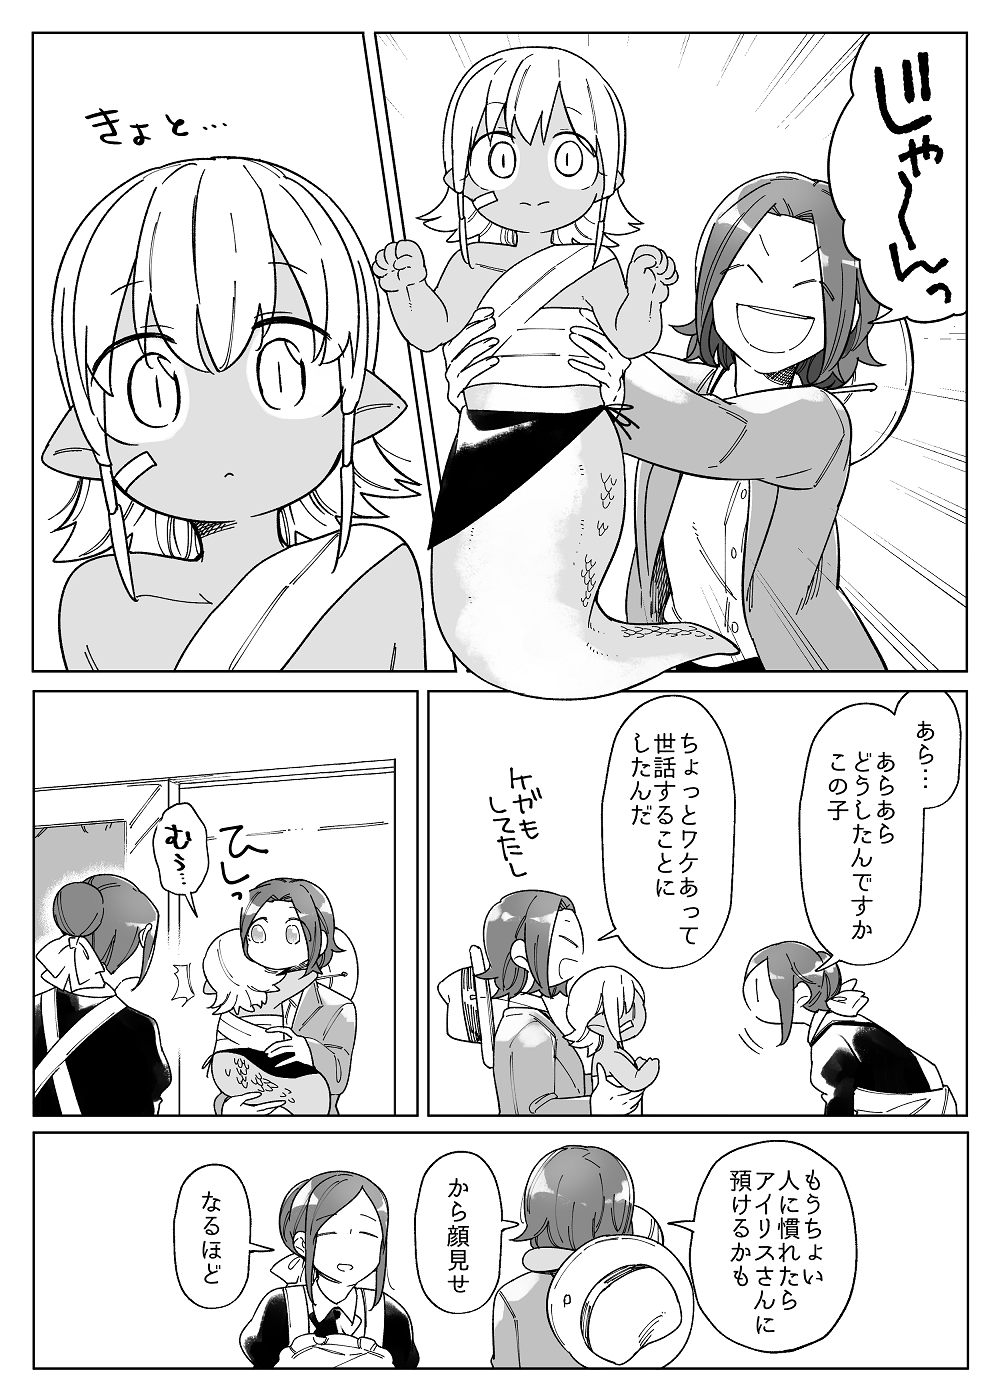 じゃ〜〜んっ
きょと…
あら…
あらあら
どうしたんですか
この子
ちょっとワケあって
世話することに
したんだ
ケガも
してたし
ひしっ
むぅ…
もうちょい
人に慣れたら
アイリスさんに
預けるかも
から顔見せ
なるほど